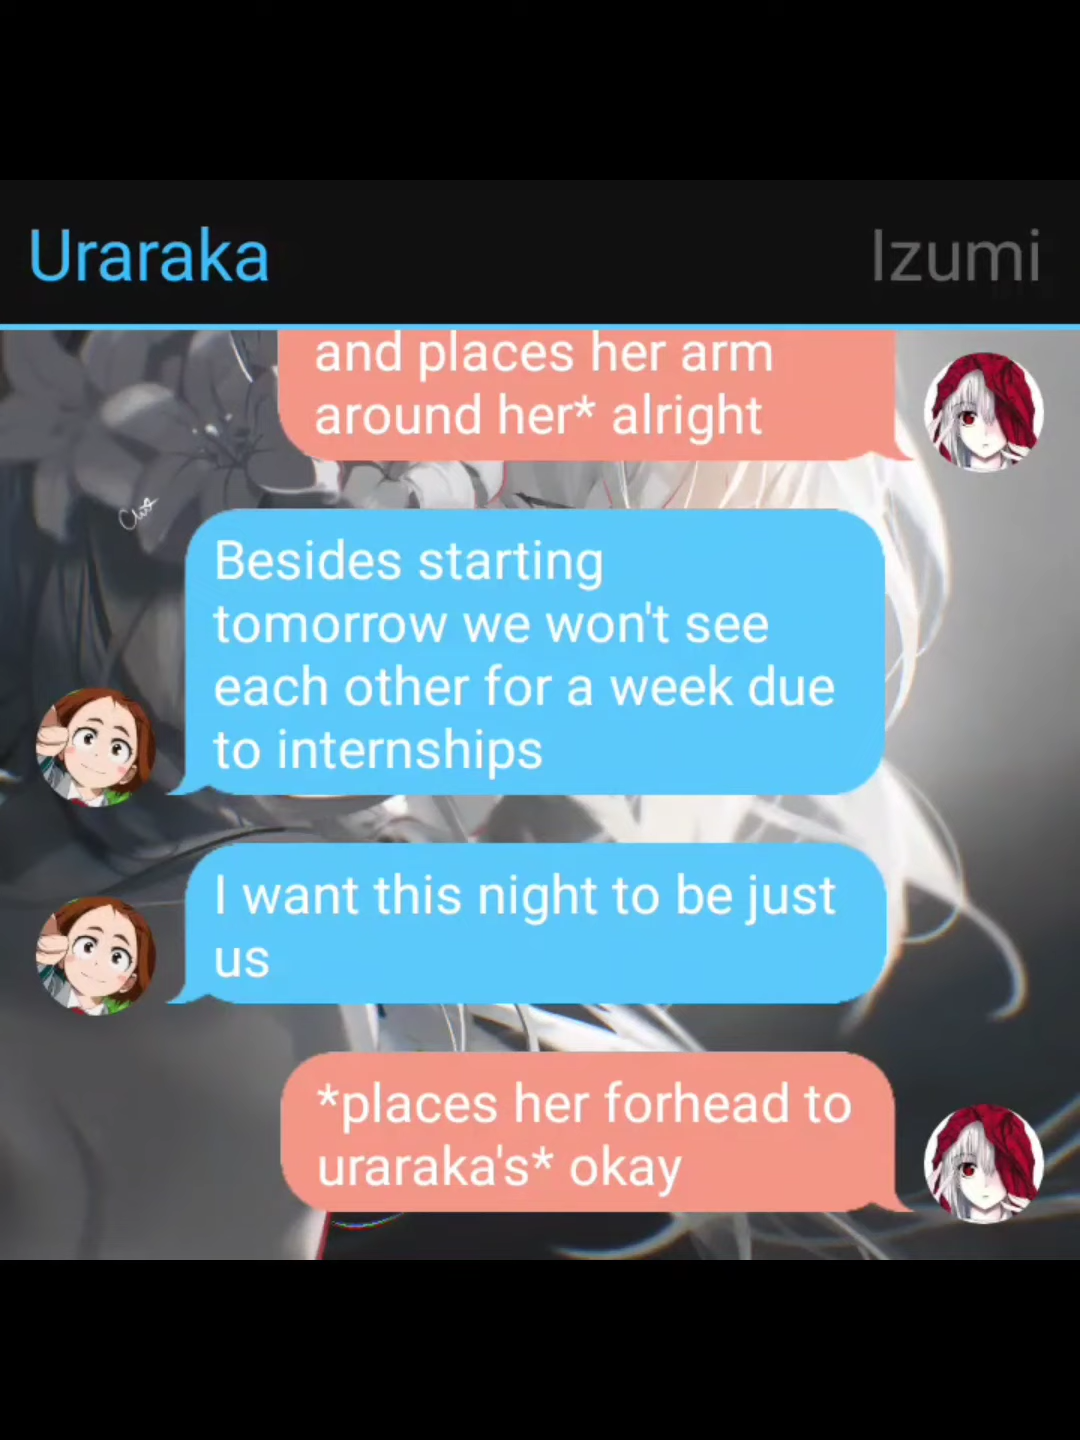 Uraraka
Izumi
and places her arm
around her* alright
Besides starting
tomorrow we won't see
each other for a week due
to internships
I want this night to be just
us
*places her forhead to
uraraka's* okay